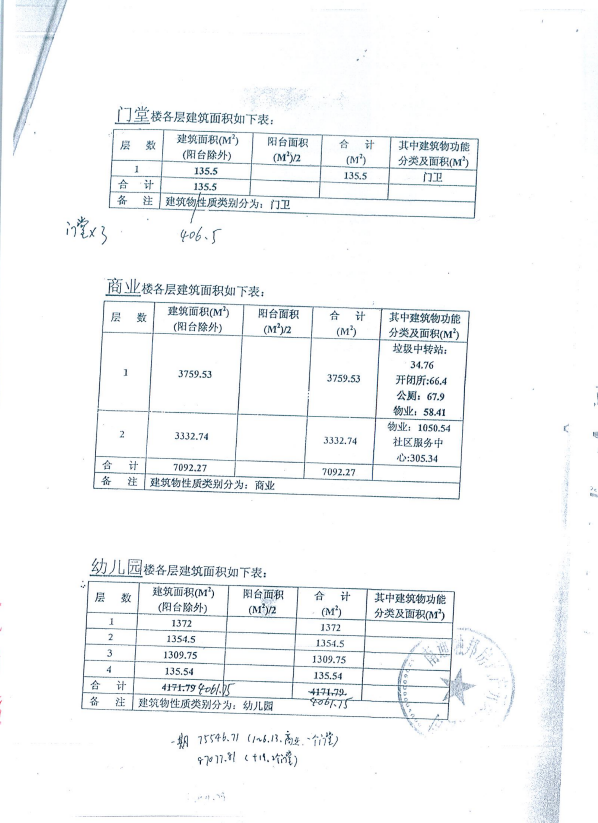 门堂楼各层建筑面积如下表：
层 数 建筑面积(M²)(阳台除外) 阳台面积(M²)/2 合 计(M²) 其中建筑物功能分类及面积(M²)
1 135.5 135.5 门卫
合 计 135.5
备 注 建筑物性质类别分为：门卫
门堂×3 406.5
商业楼各层建筑面积如下表：
层 数 建筑面积(M²)(阳台除外) 阳台面积(M²)/2 合 计(M²) 其中建筑物功能分类及面积(M²)
1 3759.53 3759.53 垃圾中转站：34.76 开闭所:66.4 公厕：67.9 物业：58.41
2 3332.74 3332.74 物业：1050.54 社区服务中心:305.34
合 计 7092.27 7092.27
备 注 建筑物性质类别分为：商业
幼儿园楼各层建筑面积如下表：
层 数 建筑面积(M²)(阳台除外) 阳台面积(M²)/2 合 计(M²) 其中建筑物功能分类及面积(M²)
1 1372 1372
2 1354.5 1354.5
3 1309.75 1309.75
4 135.54 135.54
合 计 4171.79 4061.75 4171.79 4061.75
备 注 建筑物性质类别分为：幼儿园
一期 75546.71 (1~6.13.商业.一个门堂)
47077.81